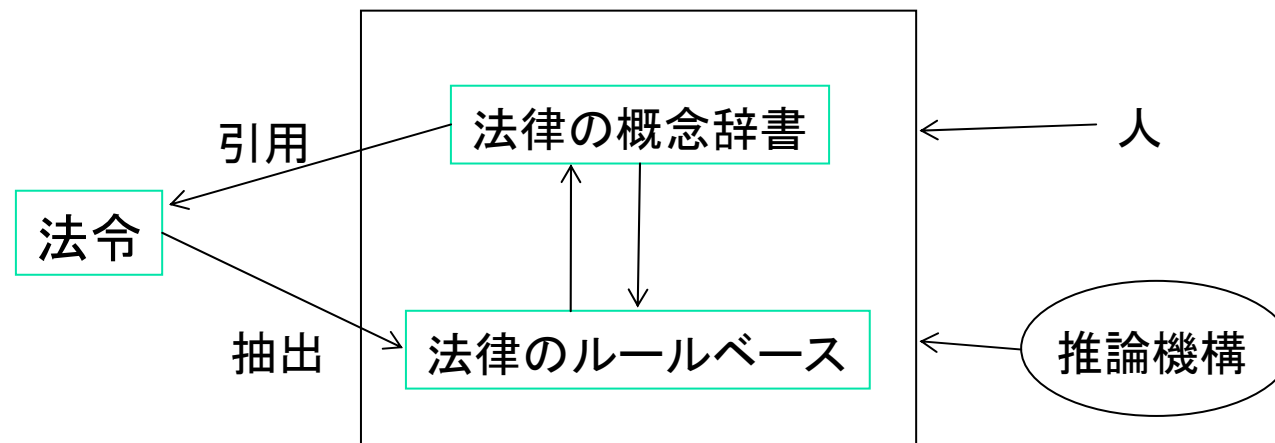 法律の概念辞書
引用
人
法令
抽出
法律のルールベース
推論機構